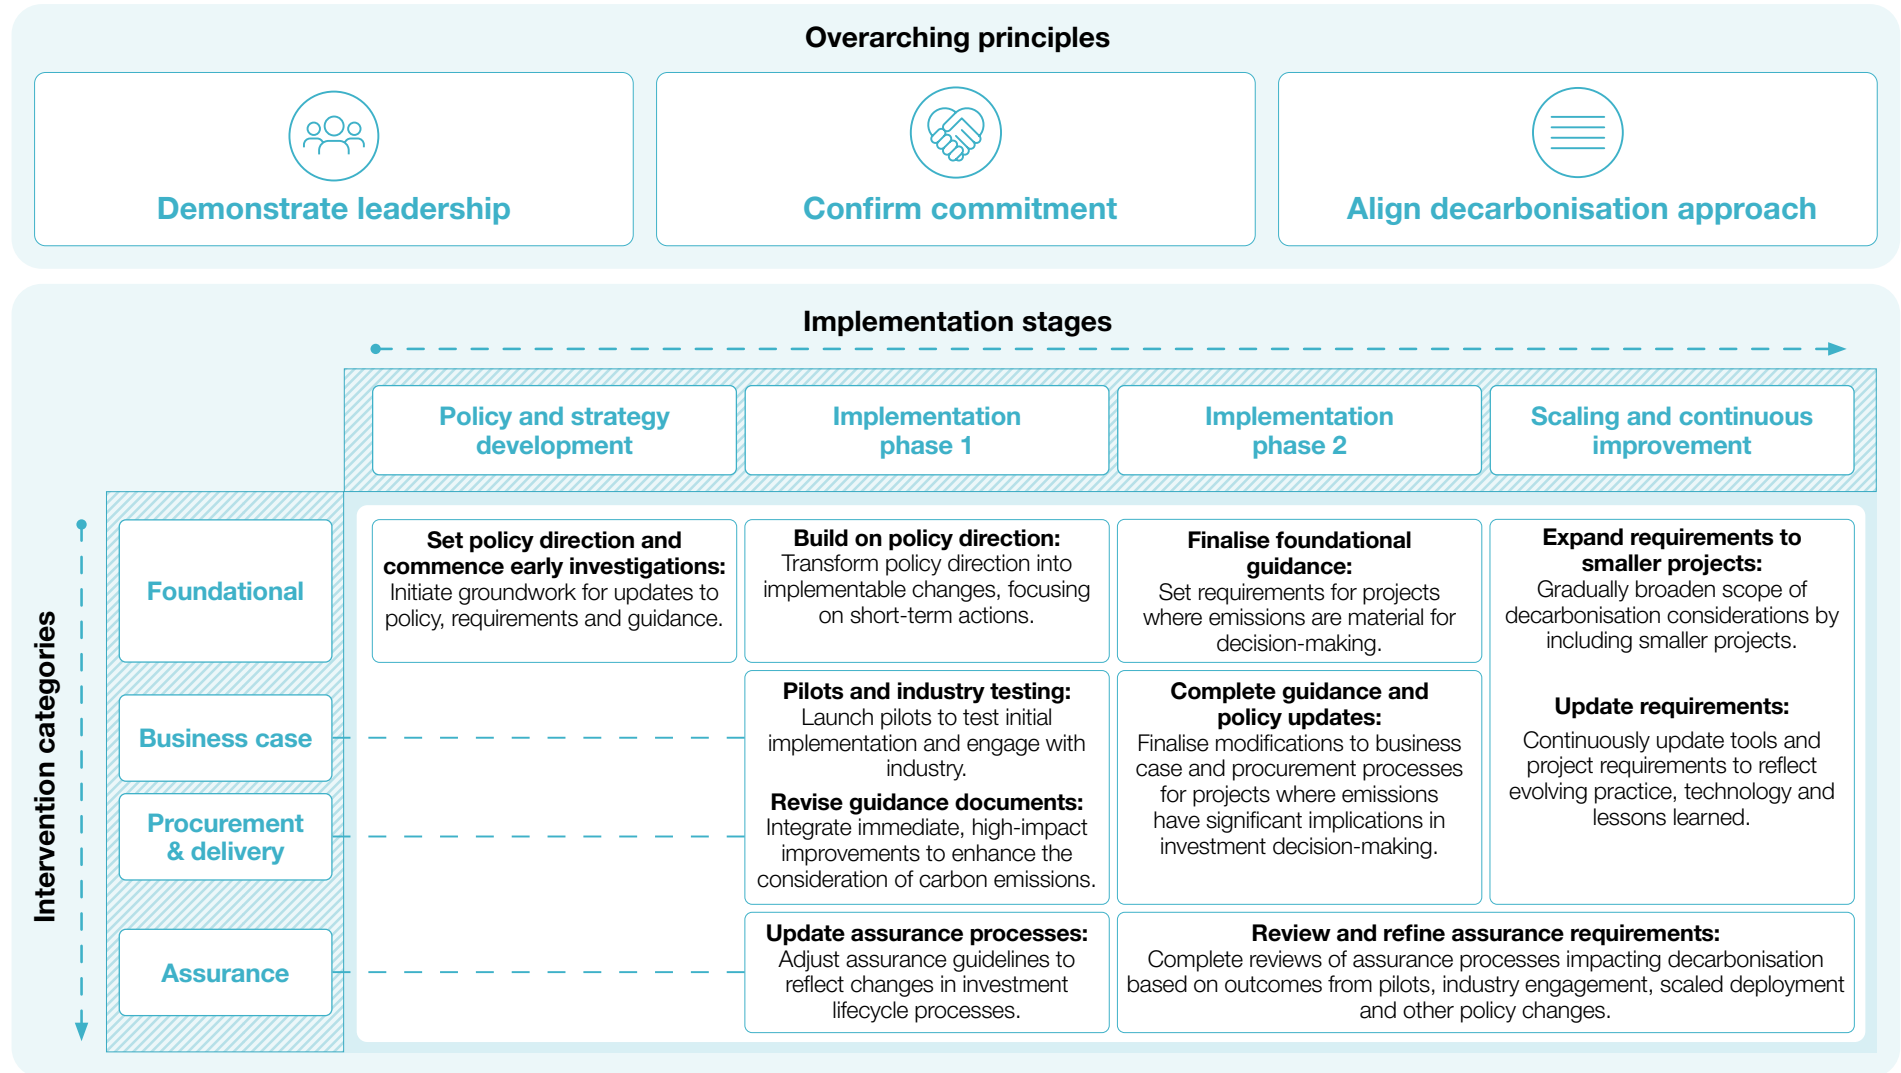 Overarching principles
Demonstrate leadership
Confirm commitment
Align decarbonisation approach
Implementation stages
Policy and strategy
development
Implementation
phase 1
Implementation
phase 2
Scaling and continuous
improvement
Intervention categories
Foundational
Set policy direction and
commence early investigations:
Initiate groundwork for updates to
policy, requirements and guidance.
Build on policy direction:
Transform policy direction into
implementable changes, focusing
on short-term actions.
Finalise foundational
guidance:
Set requirements for projects
where emissions are material for
decision-making.
Expand requirements to
smaller projects:
Gradually broaden scope of
decarbonisation considerations by
including smaller projects.
Update requirements:
Continuously update tools and
project requirements to reflect
evolving practice, technology and
lessons learned.
Business case
Procurement
& delivery
Pilots and industry testing:
Launch pilots to test initial
implementation and engage with
industry.
Revise guidance documents:
Integrate immediate, high-impact
improvements to enhance the
consideration of carbon emissions.
Complete guidance and
policy updates:
Finalise modifications to business
case and procurement processes
for projects where emissions
have significant implications in
investment decision-making.
Assurance
Update assurance processes:
Adjust assurance guidelines to
reflect changes in investment
lifecycle processes.
Review and refine assurance requirements:
Complete reviews of assurance processes impacting decarbonisation
based on outcomes from pilots, industry engagement, scaled deployment
and other policy changes.